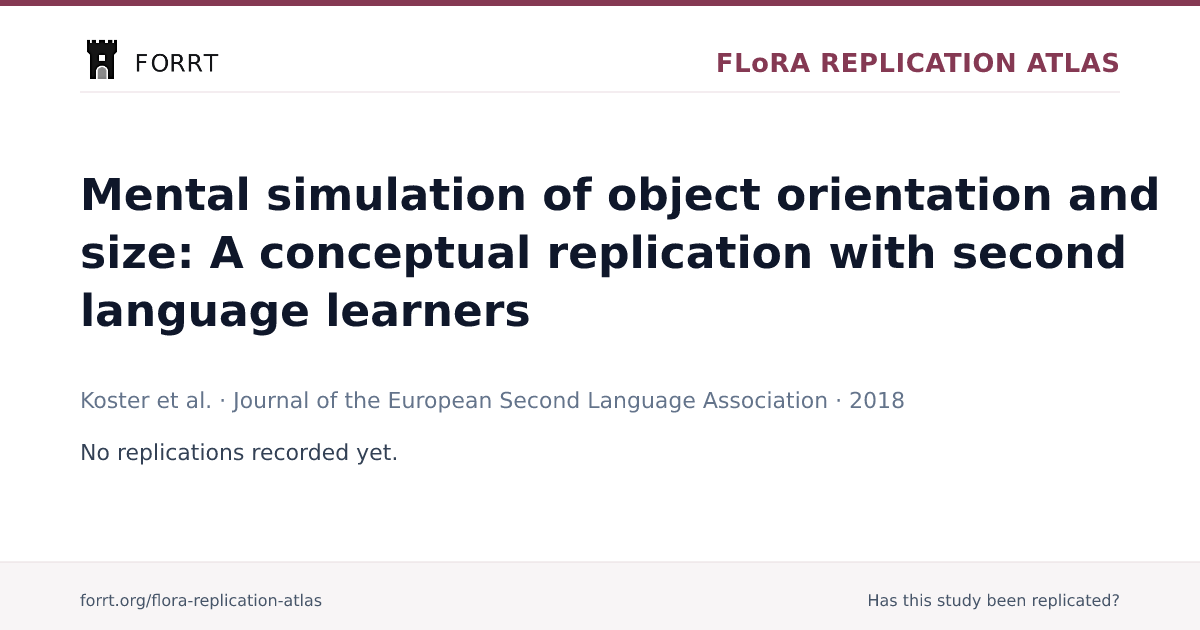 FORRT
FLoRA REPLICATION ATLAS
Mental simulation of object orientation and
size: A conceptual replication with second
language learners
Koster et al. · Journal of the European Second Language Association · 2018
No replications recorded yet.
forrt.org/flora-replication-atlas
Has this study been replicated?